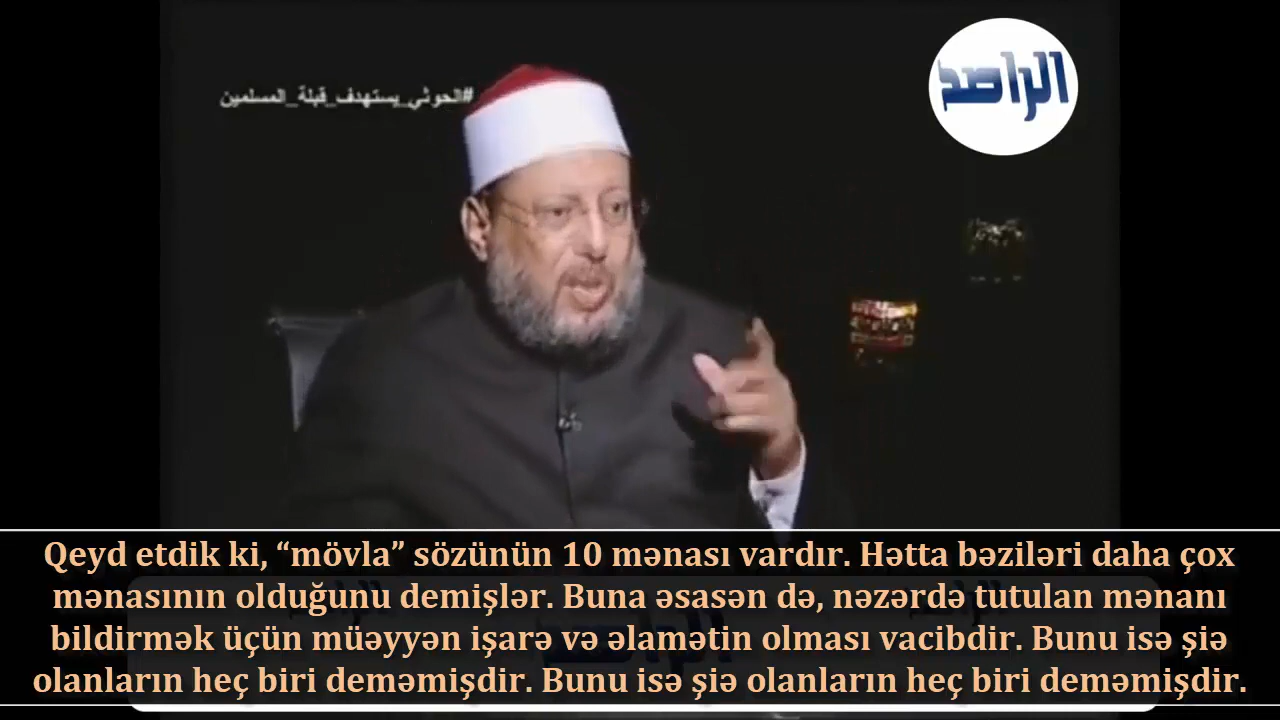 الراصد
#الحوثي_يستهدف_قبلة_المسلمين
Qeyd etdik ki, “mövla” sözünün 10 mənası vardır. Hətta bəziləri daha çox
mənasının olduğunu demişlər. Buna əsasən də, nəzərdə tutulan mənanı
bildirmək üçün müəyyən işarə və əlamətin olması vacibdir. Bunu isə şiə
olanların heç biri deməmişdir. Bunu isə şiə olanların heç biri deməmişdir.